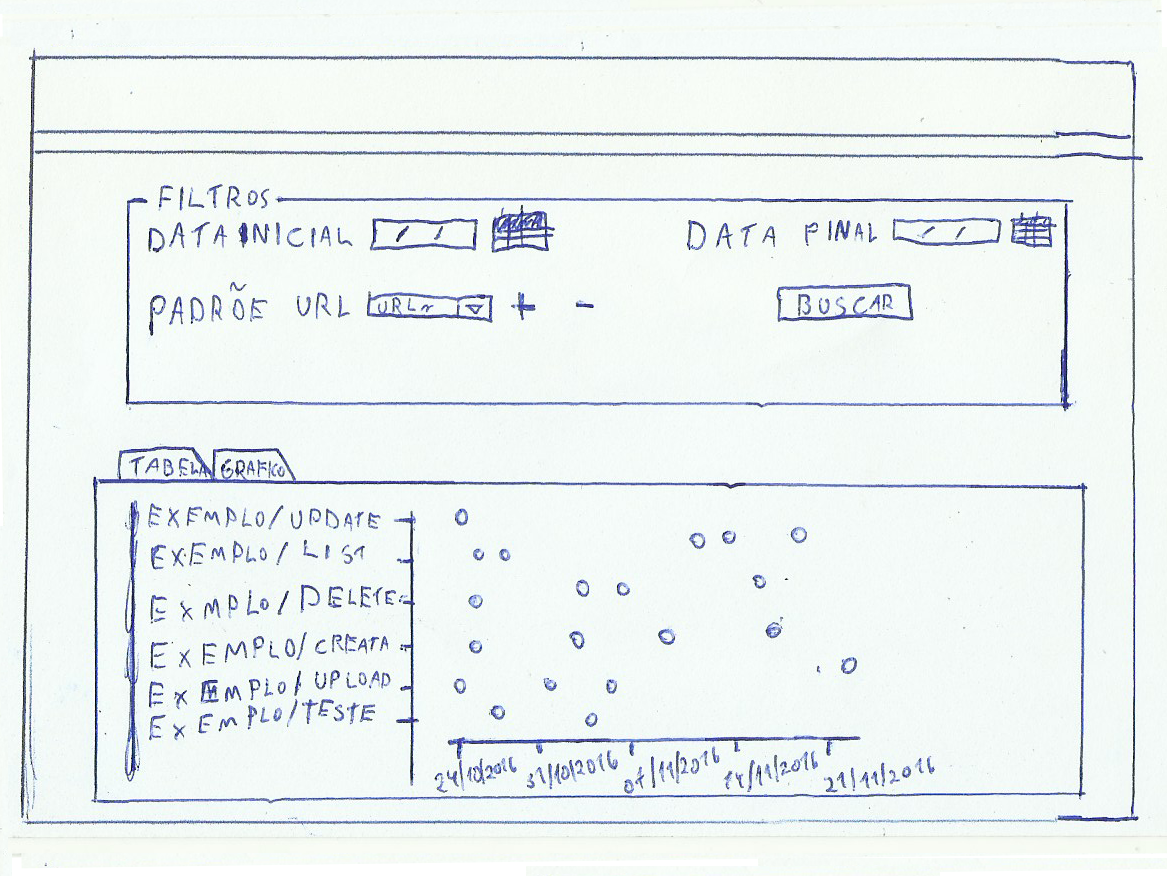 FILTROS
DATA INICIAL / / DATA FINAL / /
PADRÕE URL URL + - BUSCAR
TABELA GRAFICO
EXEMPLO/UPDATE
EXEMPLO/LIST
EXMPLO/DELETE
EXEMPLO/CREATA
EXEMPLO/UPLOAD
EXEMPLO/TESTE
24/10/2016 31/10/2016 07/11/2016 14/11/2016 21/11/2016